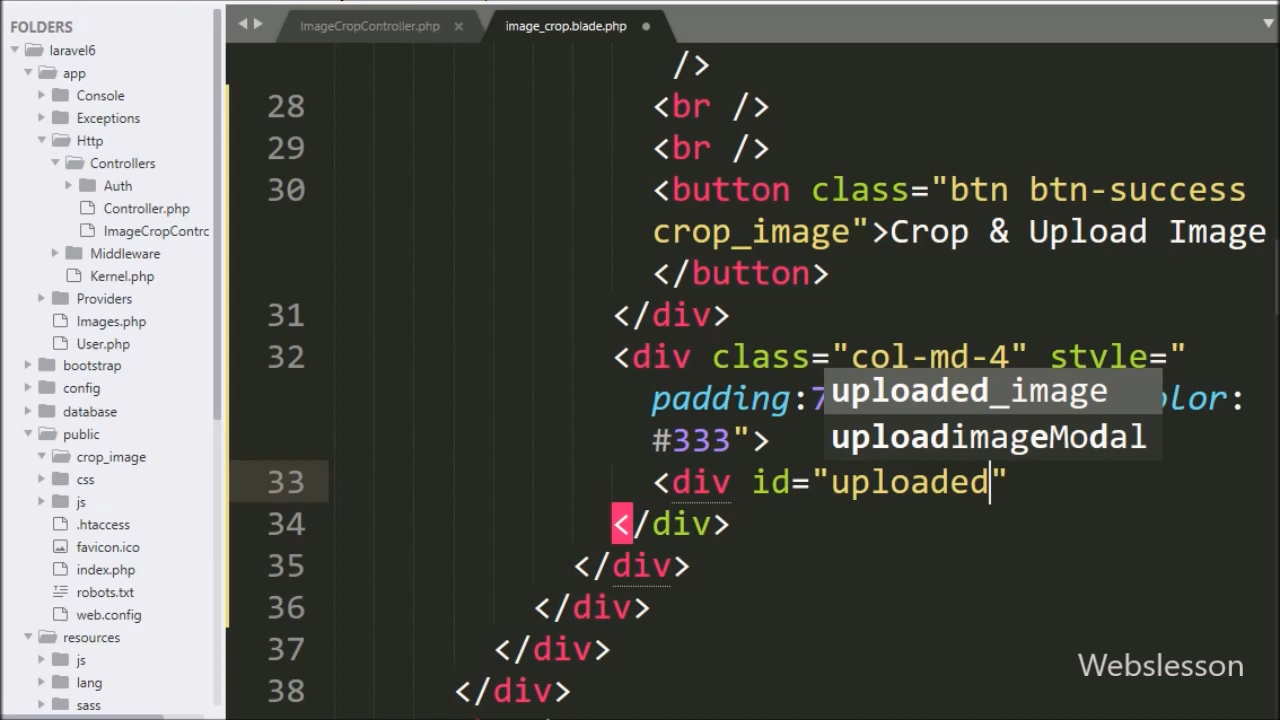 FOLDERS
laravel6
app
Console
Exceptions
Http
Controllers
Auth
Controller.php
ImageCropContrc
Middleware
Kernel.php
Providers
Images.php
User.php
bootstrap
config
database
public
crop_image
css
js
.htaccess
favicon.ico
index.php
robots.txt
web.config
resources
js
lang
sass
ImageCropController.php ×
image_crop.blade.php
/>
28 <br />
29 <br />
30 <button class="btn btn-success
crop_image">Crop & Upload Image
</button>
31 </div>
32 <div class="col-md-4" style="
padding:7
olor:
#333">
uploaded_image
uploadimageModal
33 <div id="uploaded"
34 </div>
35 </div>
36 </div>
37 </div>
38 </div>
Webslesson